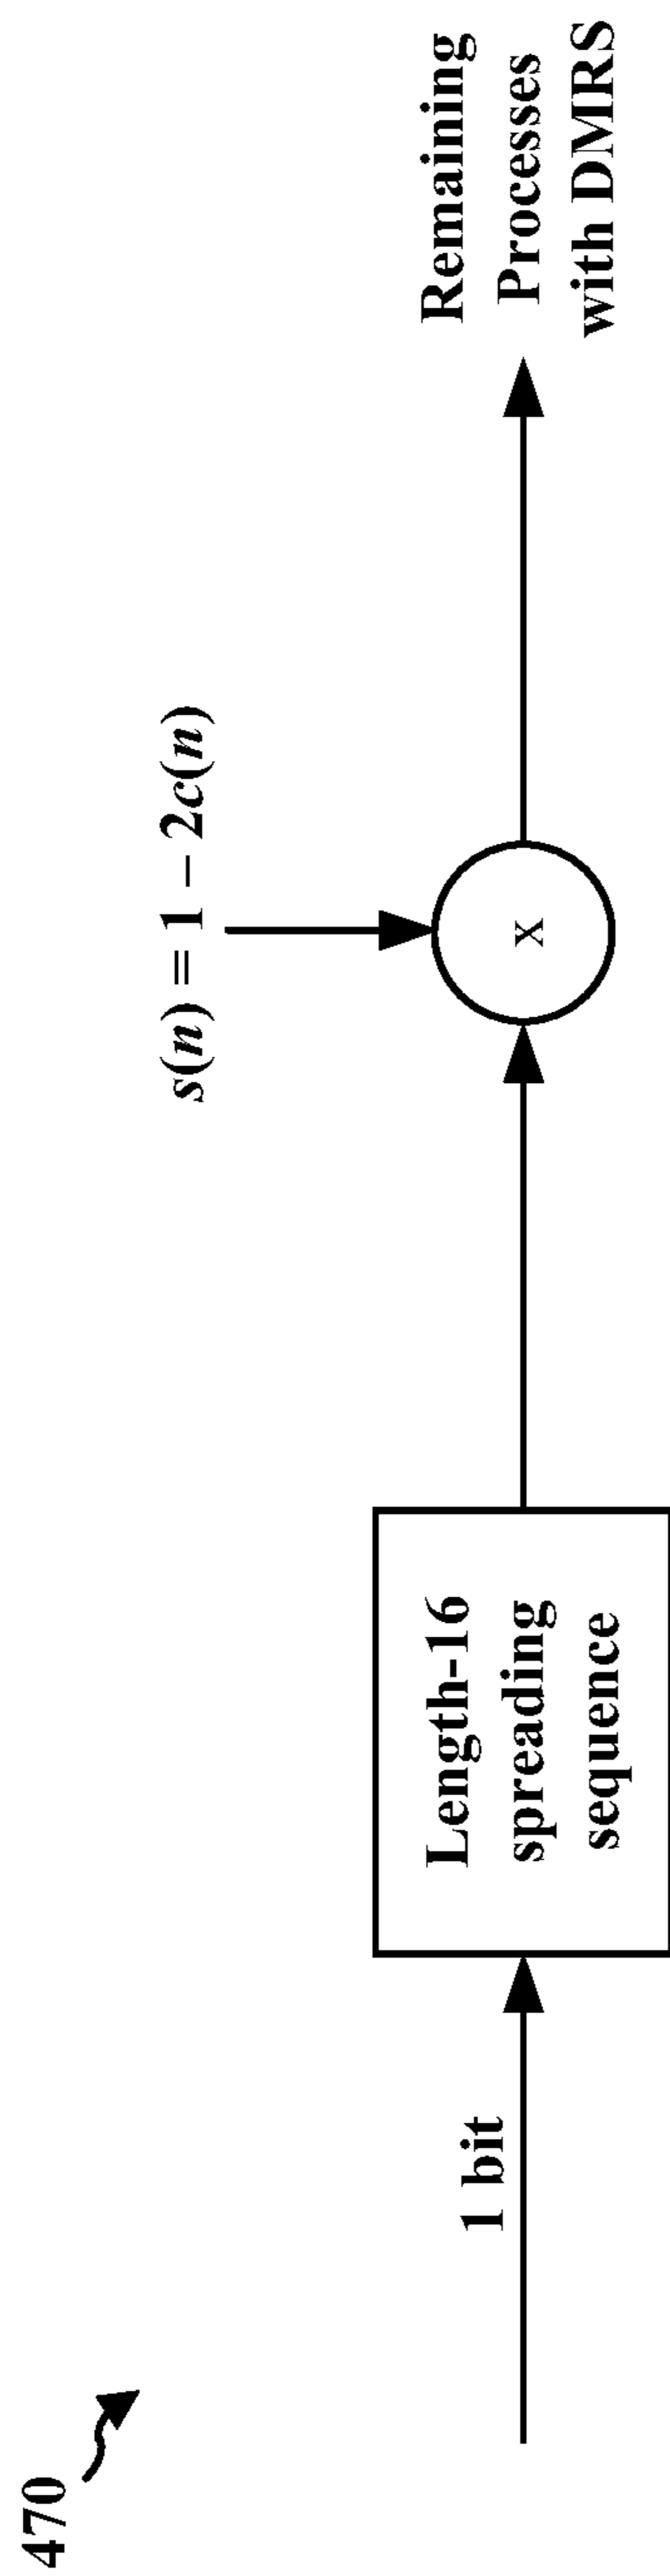 470
1 bit
Length-16
spreading
sequence
s(n) = 1 − 2c(n)
x
Remaining
Processes
with DMRS